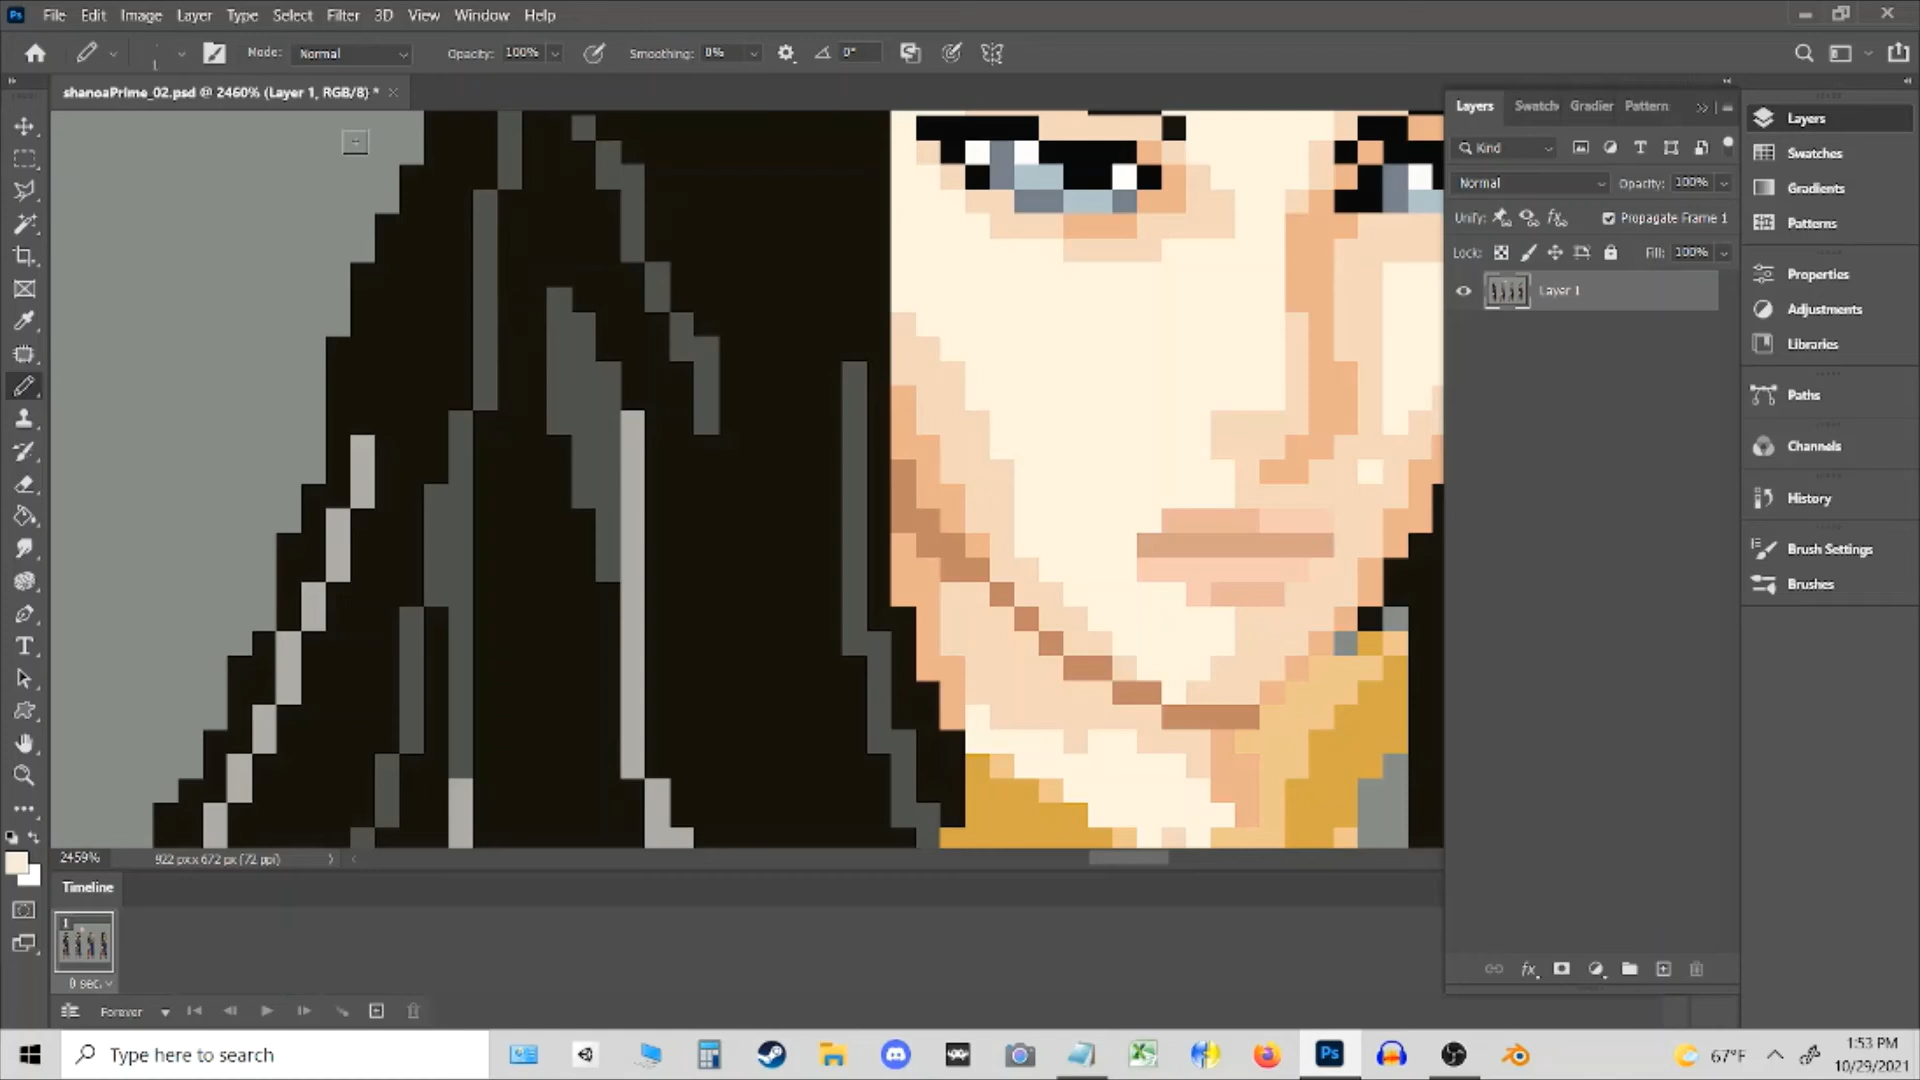 Ps File Edit Image Layer Type Select Filter 3D View Window Help
Mode: Normal Opacity: 100% Smoothing: 0% 0°
shanoaPrime_02.psd @ 2460% (Layer 1, RGB/8) *
Layers Swatch Gradier Pattern
Kind
Normal Opacity: 100%
Unify: Propagate Frame 1
Lock: Fill: 100%
Layer 1
Layers
Swatches
Gradients
Patterns
Properties
Adjustments
Libraries
Paths
Channels
History
Brush Settings
Brushes
2459% 922 px x 672 px (72 ppi)
Timeline
1
0 sec.
Forever
Type here to search
Ps
67°F
1:53 PM
10/29/2021